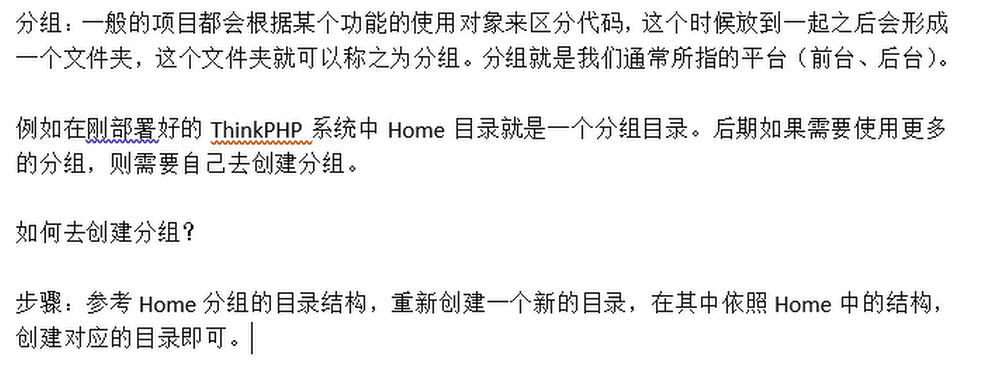 分组：一般的项目都会根据某个功能的使用对象来区分代码，这个时候放到一起之后会形成
一个文件夹，这个文件夹就可以称之为分组。分组就是我们通常所指的平台（前台、后台）。
例如在刚部署好的 ThinkPHP 系统中 Home 目录就是一个分组目录。后期如果需要使用更多
的分组，则需要自己去创建分组。
如何去创建分组？
步骤：参考 Home 分组的目录结构，重新创建一个新的目录，在其中依照 Home 中的结构，
创建对应的目录即可。